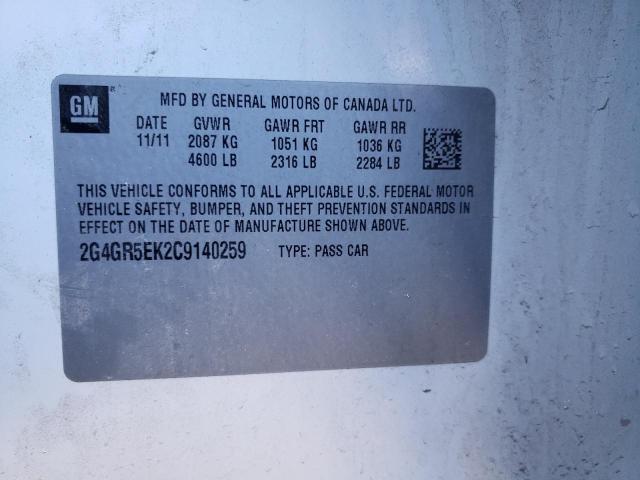 GM
MFD BY GENERAL MOTORS OF CANADA LTD.
DATE GVWR GAWR FRT GAWR RR
11/11 2087 KG 1051 KG 1036 KG
4600 LB 2316 LB 2284 LB
THIS VEHICLE CONFORMS TO ALL APPLICABLE U.S. FEDERAL MOTOR
VEHICLE SAFETY, BUMPER, AND THEFT PREVENTION STANDARDS IN
EFFECT ON THE DATE OF MANUFACTURE SHOWN ABOVE.
2G4GR5EK2C9140259 TYPE: PASS CAR